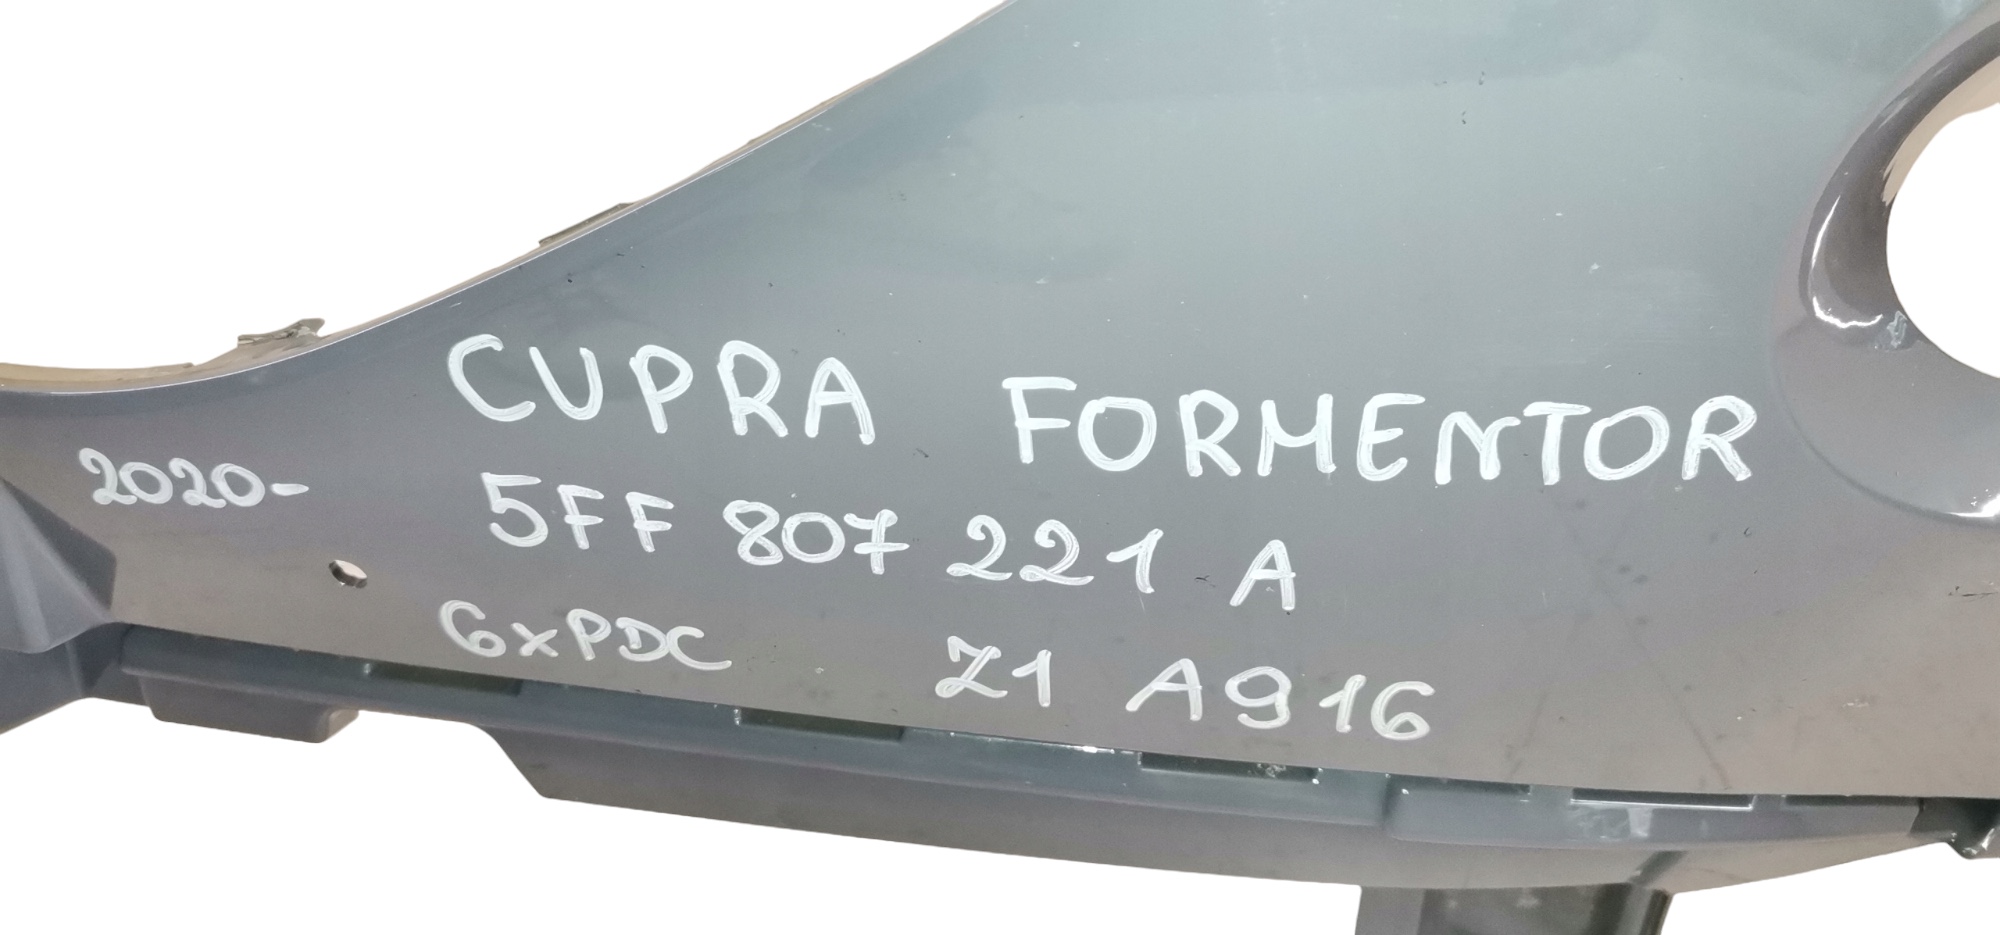 CUPRA FORMENTOR
2020- 5FF 807 221 A
6xPDC Z1 A916